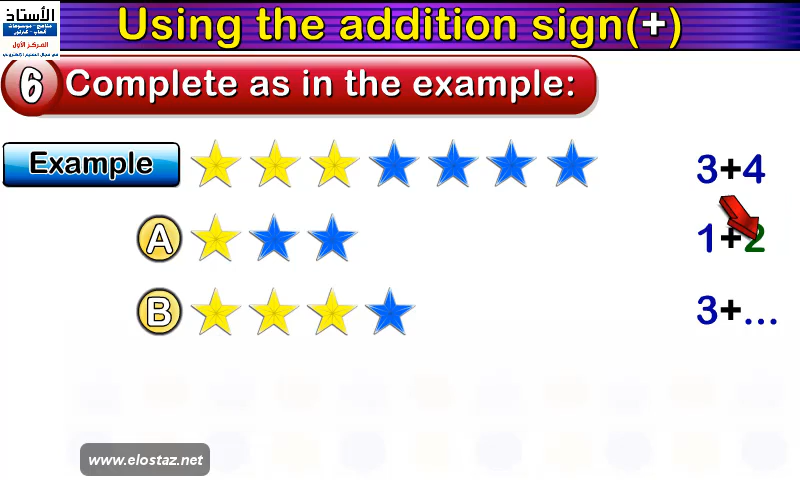 الأستاذ
المركز الأول
Using the addition sign(+)
6 Complete as in the example:
Example 3+4
A 1+2
B 3+...
www.elostaz.net